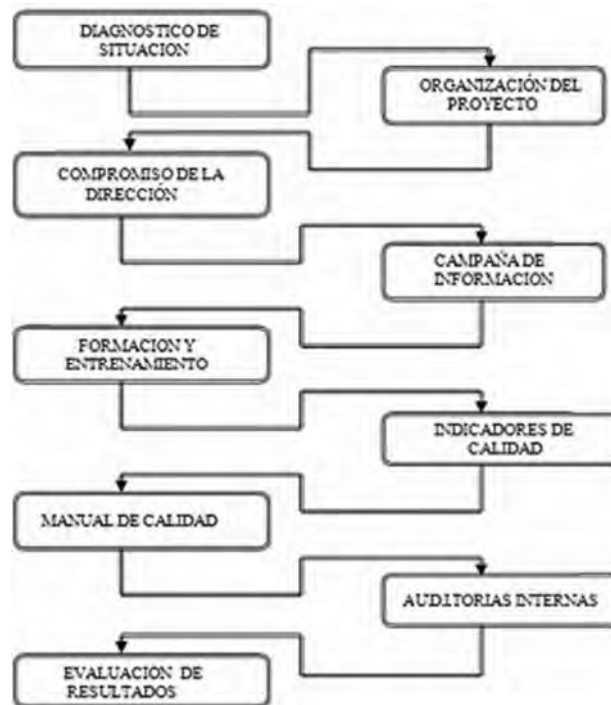 DIAGNOSTICO DE
SITUACION
ORGANIZACIÓN DEL
PROYECTO
COMPROMISO DE LA
DIRECCIÓN
CAMPAÑA DE
INFORMACION
FORMACION Y
ENTRENAMIENTO
INDICADORES DE
CALIDAD
MANUAL DE CALIDAD
AUDITORIAS INTERNAS
EVALUACIÓN DE
RESULTADOS